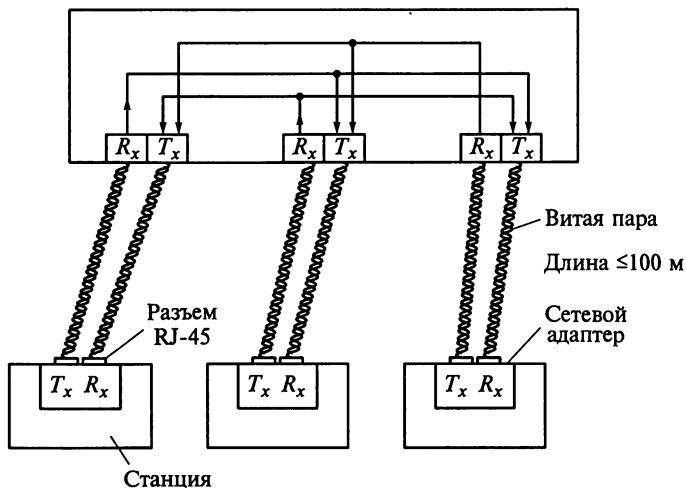 Rx Tx Rx Tx Rx Tx
Витая пара
Длина ≤100 м
Разъем
RJ-45
Сетевой
адаптер
Tx Rx Tx Rx Tx Rx
Станция